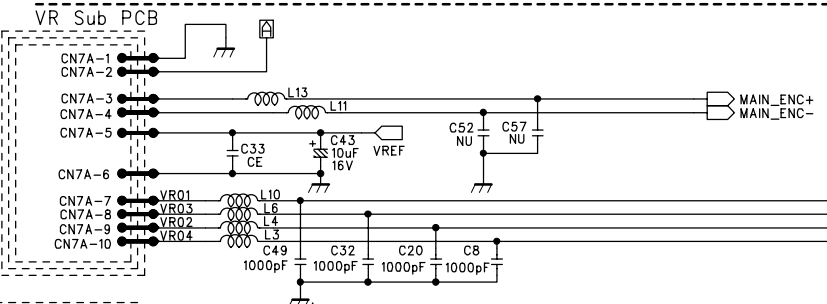 VR Sub PCB
A
CN7A-1
CN7A-2
CN7A-3
L13
MAIN_ENC+
CN7A-4
L11
MAIN_ENC-
CN7A-5
C33
CE
+
C43
10uF
16V
VREF
C52
NU
C57
NU
CN7A-6
CN7A-7
VR01
L10
CN7A-8
VR03
L6
CN7A-9
VR02
L4
CN7A-10
VR04
L3
C49
1000pF
C32
1000pF
C20
1000pF
C8
1000pF